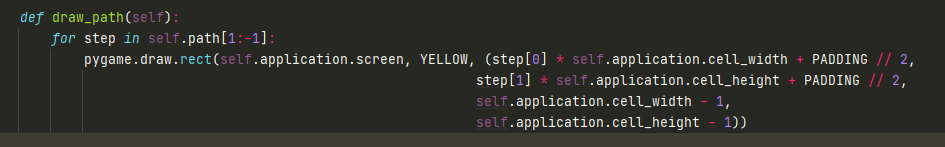 def draw_path(self):
    for step in self.path[1:-1]:
        pygame.draw.rect(self.application.screen, YELLOW, (step[0] * self.application.cell_width + PADDING // 2,
                                                           step[1] * self.application.cell_height + PADDING // 2,
                                                           self.application.cell_width - 1,
                                                           self.application.cell_height - 1))